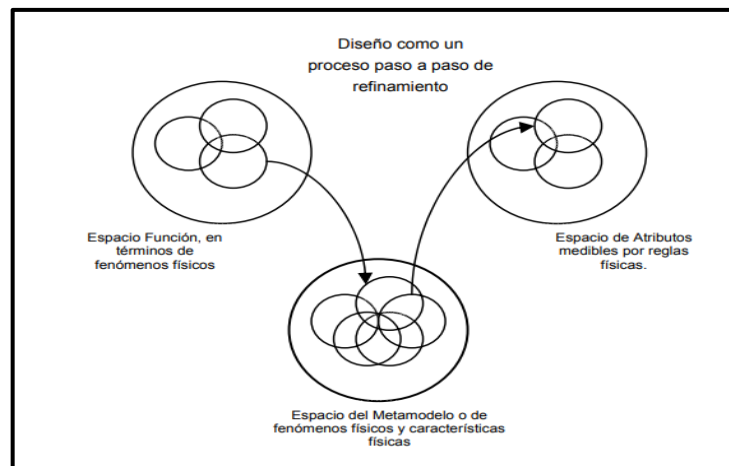 Diseño como un
proceso paso a paso de
refinamiento
Espacio Función, en
términos de
fenómenos físicos
Espacio de Atributos
medibles por reglas
físicas.
Espacio del Metamodelo o de
fenómenos físicos y características
físicas